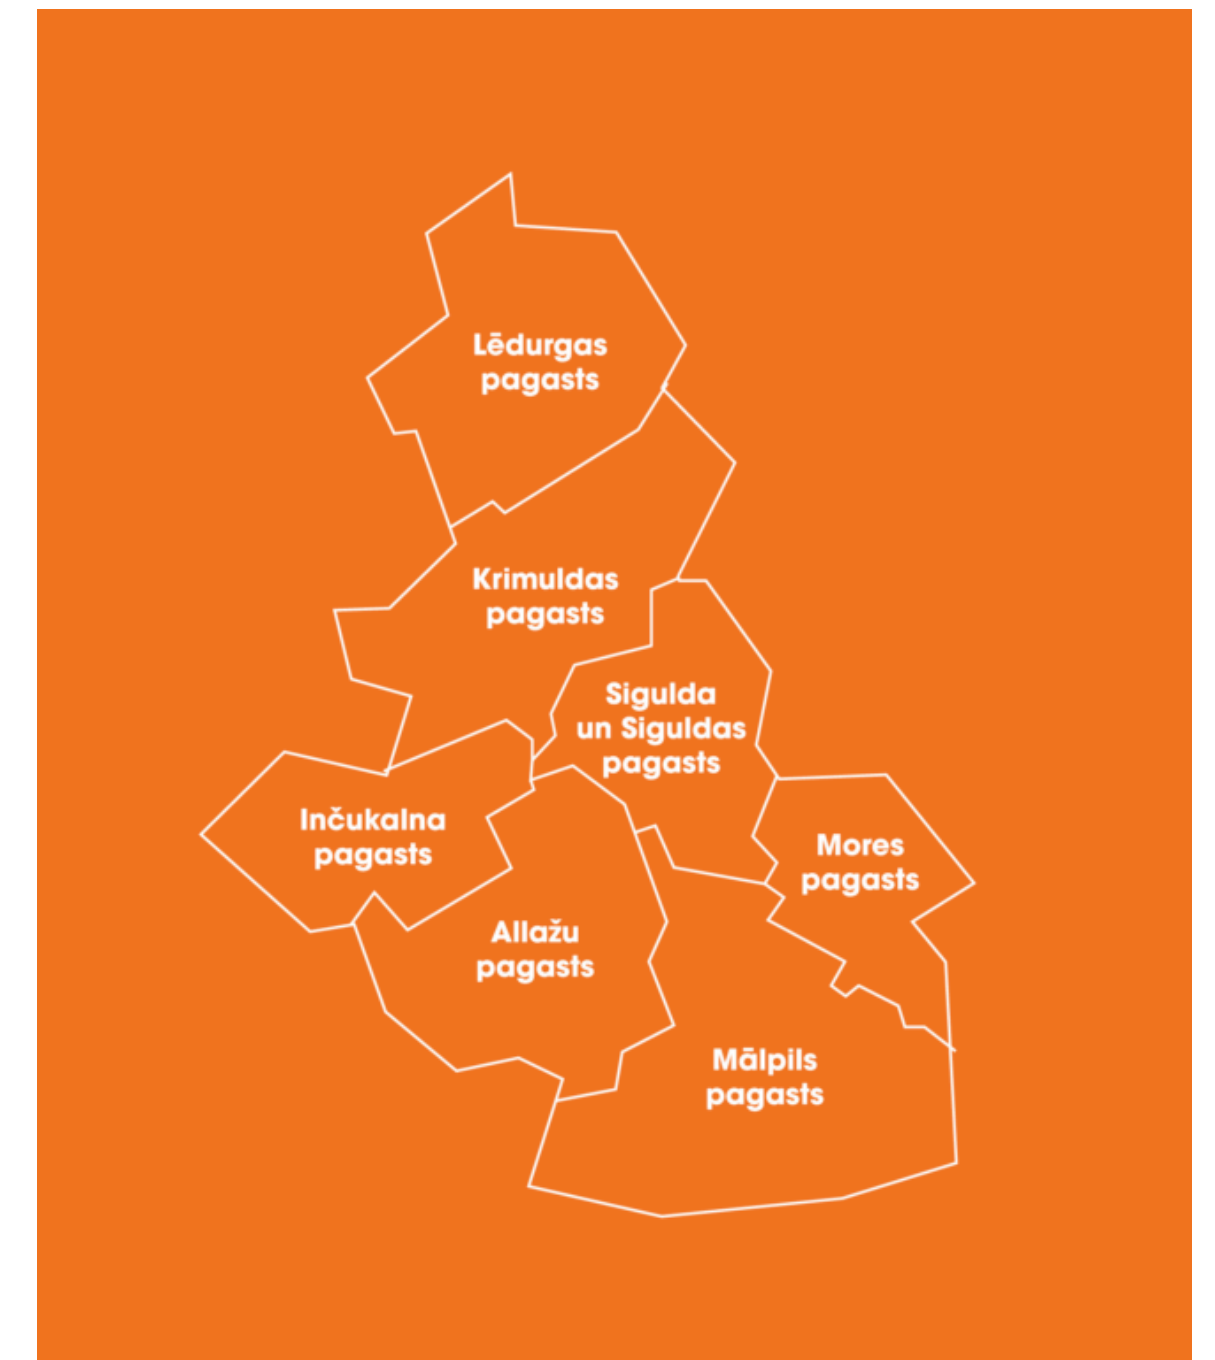 Lēdurgas
pagasts
Krimuldas
pagasts
Sigulda
un Siguldas
pagasts
Inčukalna
pagasts
Mores
pagasts
Allažu
pagasts
Mālpils
pagasts